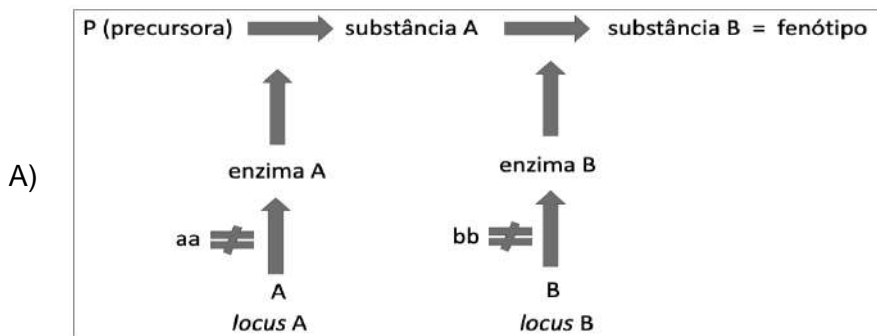 P (precursora) substância A substância B = fenótipo
A)
enzima A enzima B
aa bb
A B
locus A locus B